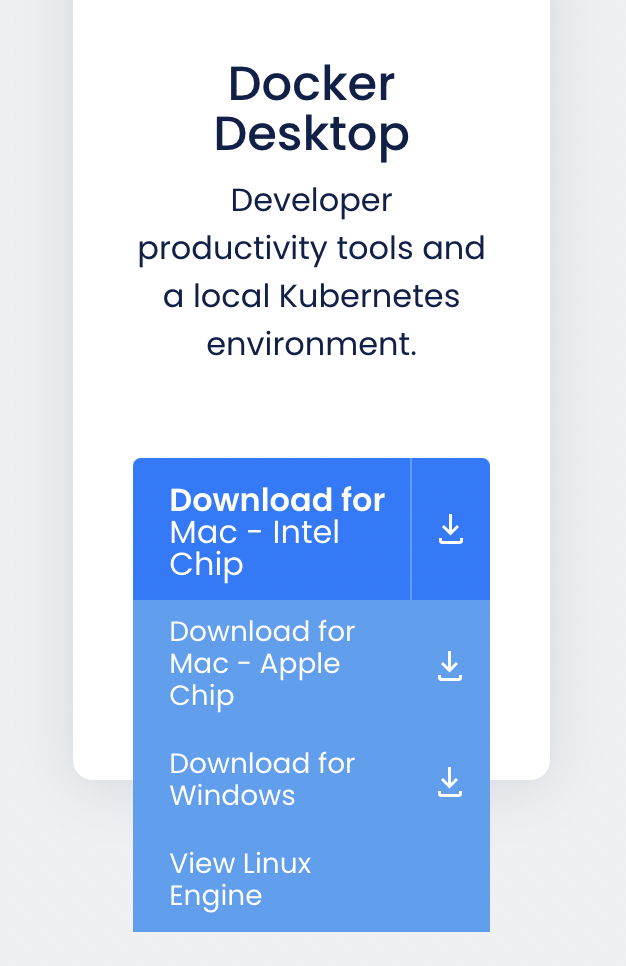 Docker
Desktop
Developer
productivity tools and
a local Kubernetes
environment.
Download for
Mac - Intel
Chip
Download for
Mac - Apple
Chip
Download for
Windows
View Linux
Engine